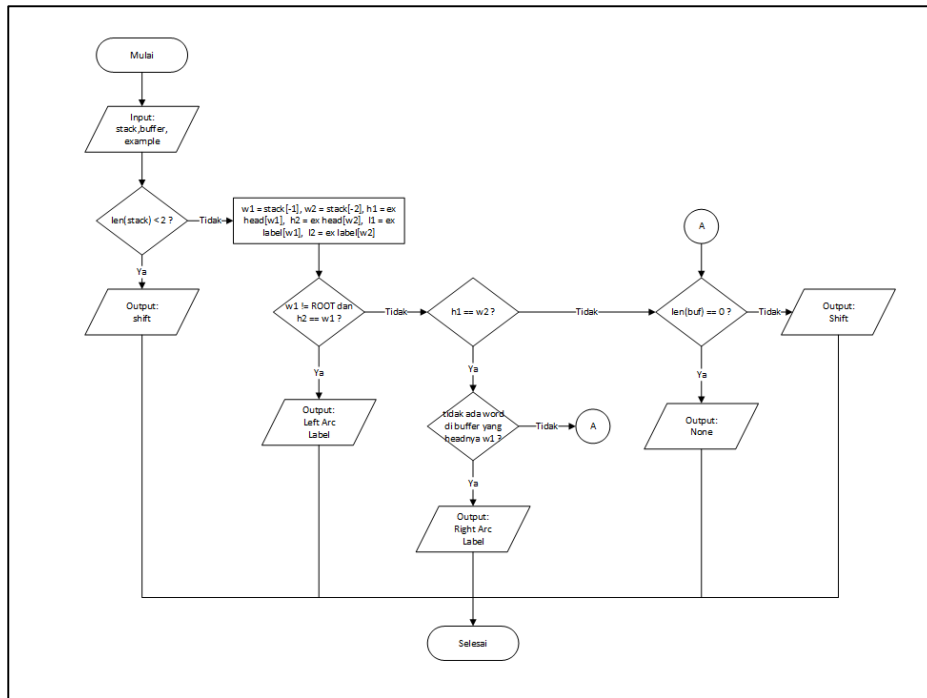 Mulai
Input:
stack,buffer,
example
len(stack) < 2 ?
Tidak
w1 = stack[-1], w2 = stack[-2], h1 = ex
head[w1], h2 = ex head[w2], l1 = ex
label[w1], l2 = ex label[w2]
Ya
Output:
shift
w1 != ROOT dan
h2 == w1 ?
Tidak
h1 == w2 ?
Tidak
A
len(buf) == 0 ?
Tidak
Output:
Shift
Ya
Output:
Left Arc
Label
Ya
tidak ada word
di buffer yang
headnya w1 ?
Tidak
A
Ya
Output:
None
Ya
Output:
Right Arc
Label
Selesai